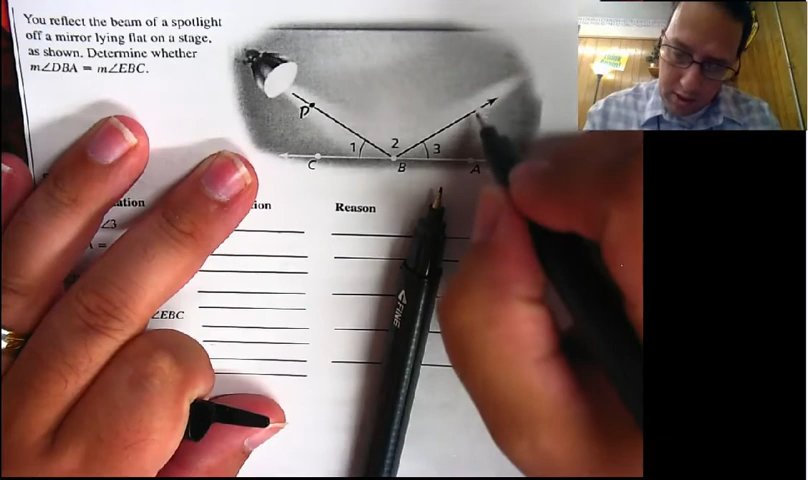 You reflect the beam of a spotlight
off a mirror lying flat on a stage,
as shown. Determine whether
m∠DBA = m∠EBC.
D
1 2 3
C B A
Reason
∠EBC
FINE